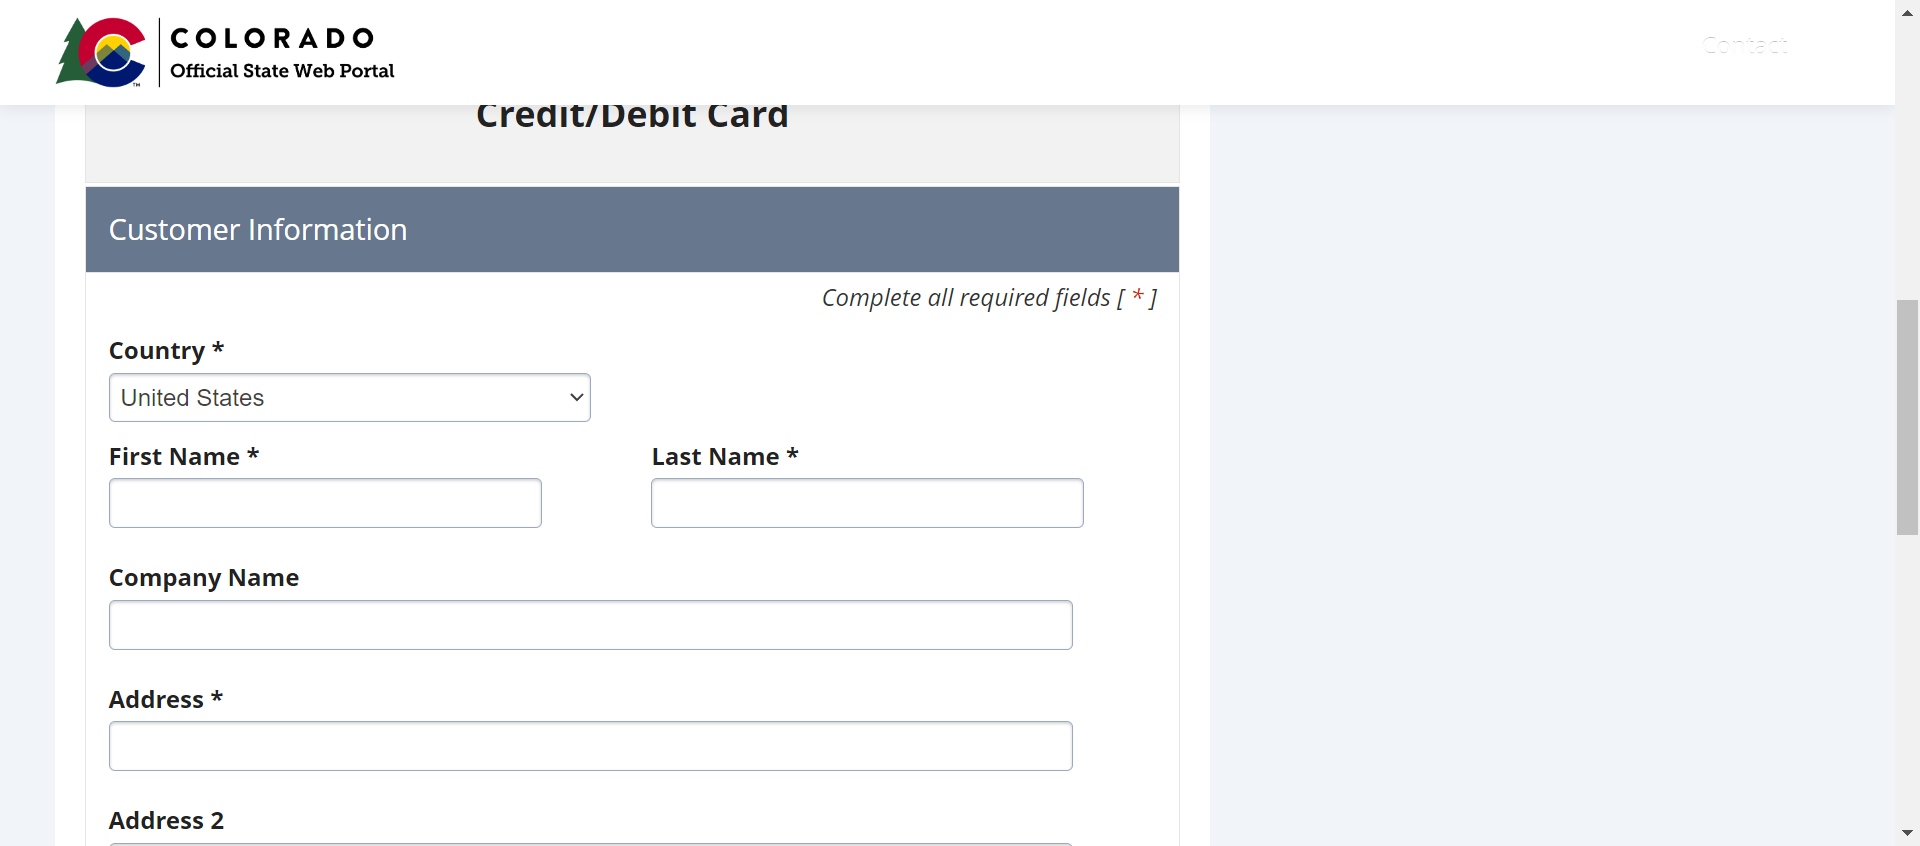 COLORADO
Official State Web Portal
TM
Contact
Credit/Debit Card
Customer Information
Complete all required fields [ * ]
Country *
United States
First Name *
Last Name *
Company Name
Address *
Address 2